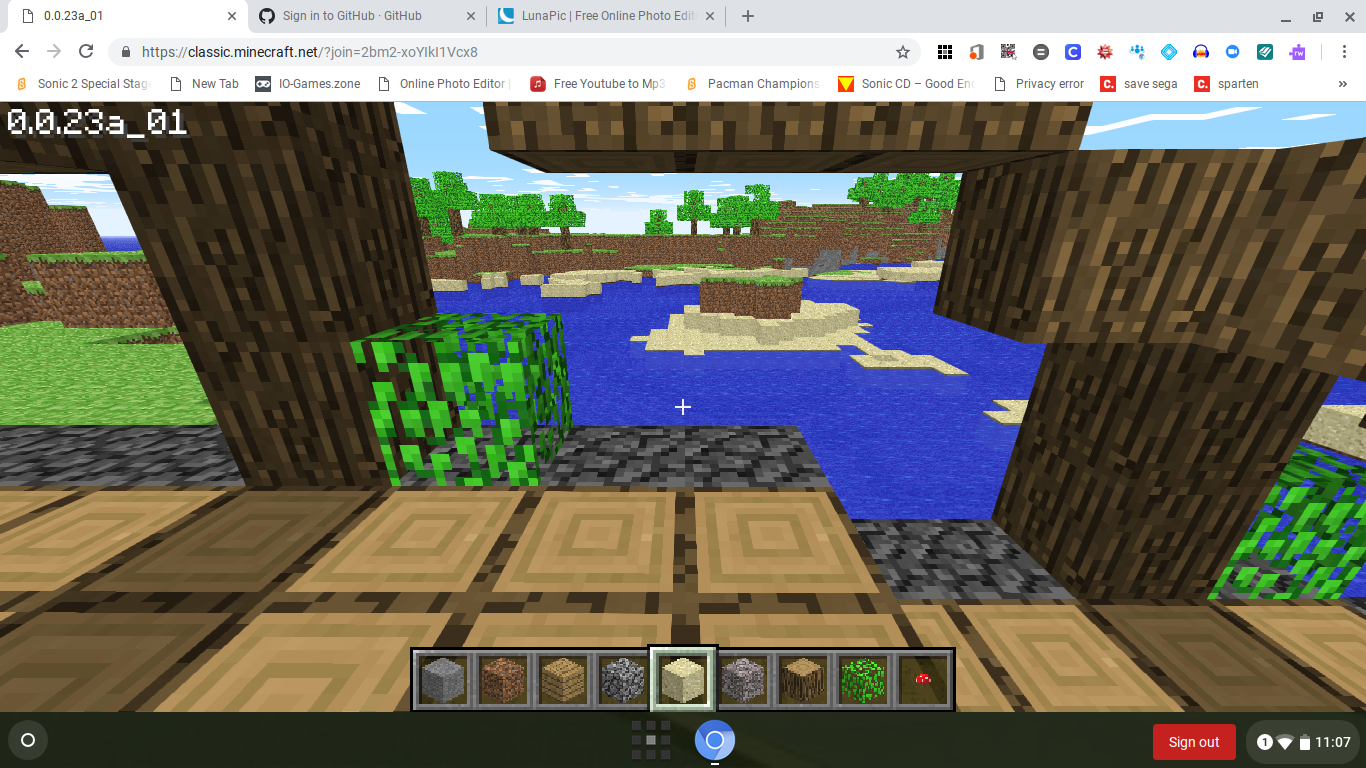 0.0.23a_01
Sign in to GitHub · GitHub
LunaPic | Free Online Photo Edit
https://classic.minecraft.net/?join=2bm2-xoYIkI1Vcx8
Sonic 2 Special Stag
New Tab
IO-Games.zone
Online Photo Editor |
Free Youtube to Mp3
Pacman Champions
Sonic CD – Good En
Privacy error
save sega
sparten
»
0.0.23a_01
Sign out
1
11:07